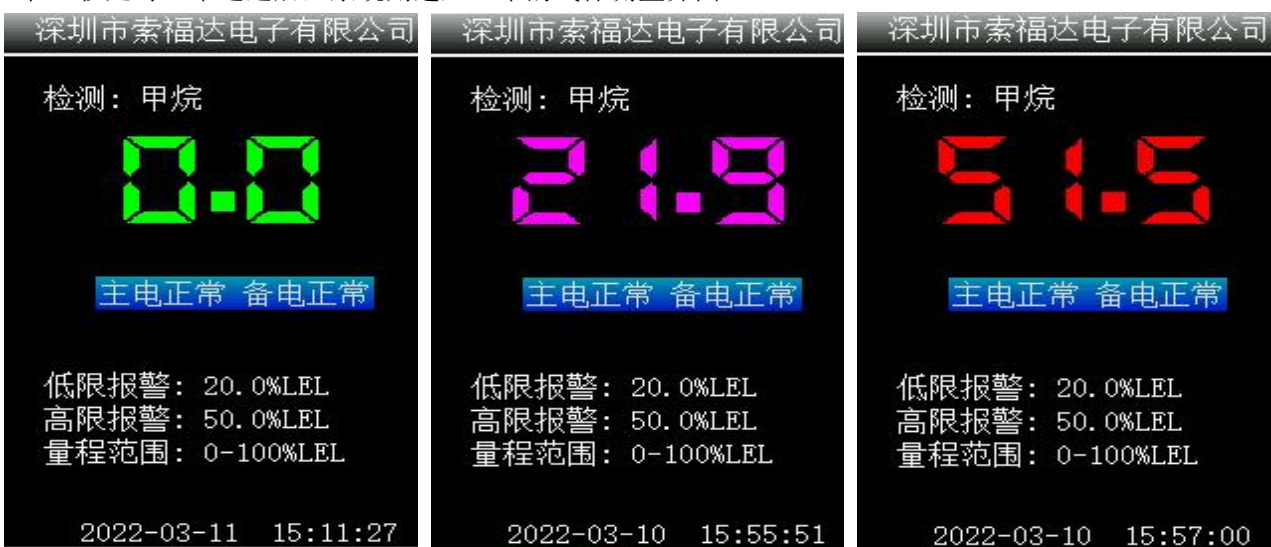 深圳市索福达电子有限公司
检测: 甲烷
0.0
主电正常 备电正常
低限报警: 20.0%LEL
高限报警: 50.0%LEL
量程范围: 0-100%LEL
2022-03-11 15:11:27
深圳市索福达电子有限公司
检测: 甲烷
21.9
主电正常 备电正常
低限报警: 20.0%LEL
高限报警: 50.0%LEL
量程范围: 0-100%LEL
2022-03-10 15:55:51
深圳市索福达电子有限公司
检测: 甲烷
51.5
主电正常 备电正常
低限报警: 20.0%LEL
高限报警: 50.0%LEL
量程范围: 0-100%LEL
2022-03-10 15:57:00